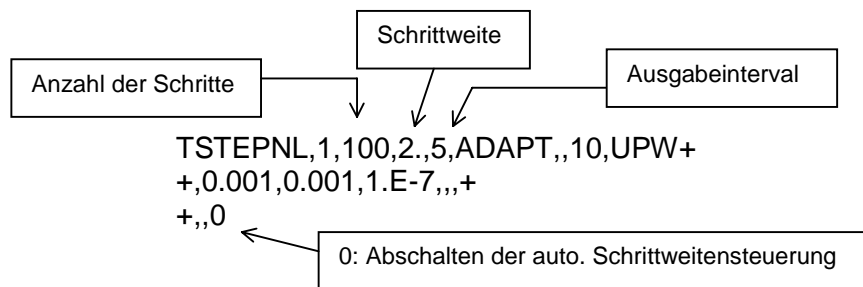 Schrittweite
Anzahl der Schritte
Ausgabeinterval
TSTEPNL,1,100,2.,5,ADAPT,,10,UPW+
+,0.001,0.001,1.E-7,,,+
+,,0
0: Abschalten der auto. Schrittweitensteuerung